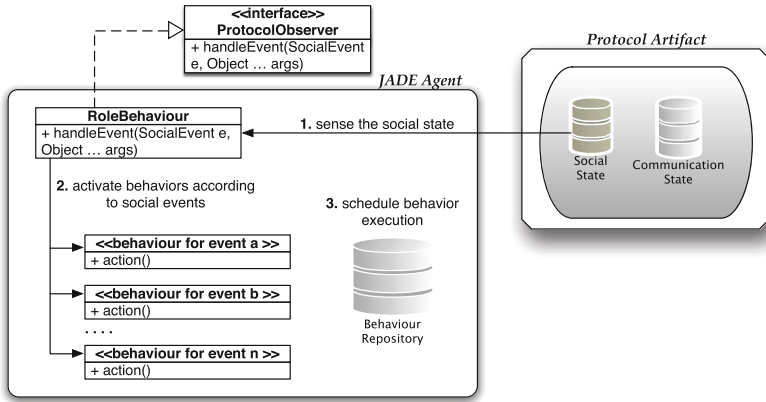 <<interface>>
ProtocolObserver
+ handleEvent(SocialEvent
e, Object ... args)
Protocol Artifact
JADE Agent
RoleBehaviour
+ handleEvent(SocialEvent e,
Object ... args)
1. sense the social state
Social
State
Communication
State
2. activate behaviors according
to social events
3. schedule behavior
execution
<<behaviour for event a >>
+ action()
<<behaviour for event b >>
+ action()
. . . .
<<behaviour for event n >>
+ action()
Behaviour
Repository